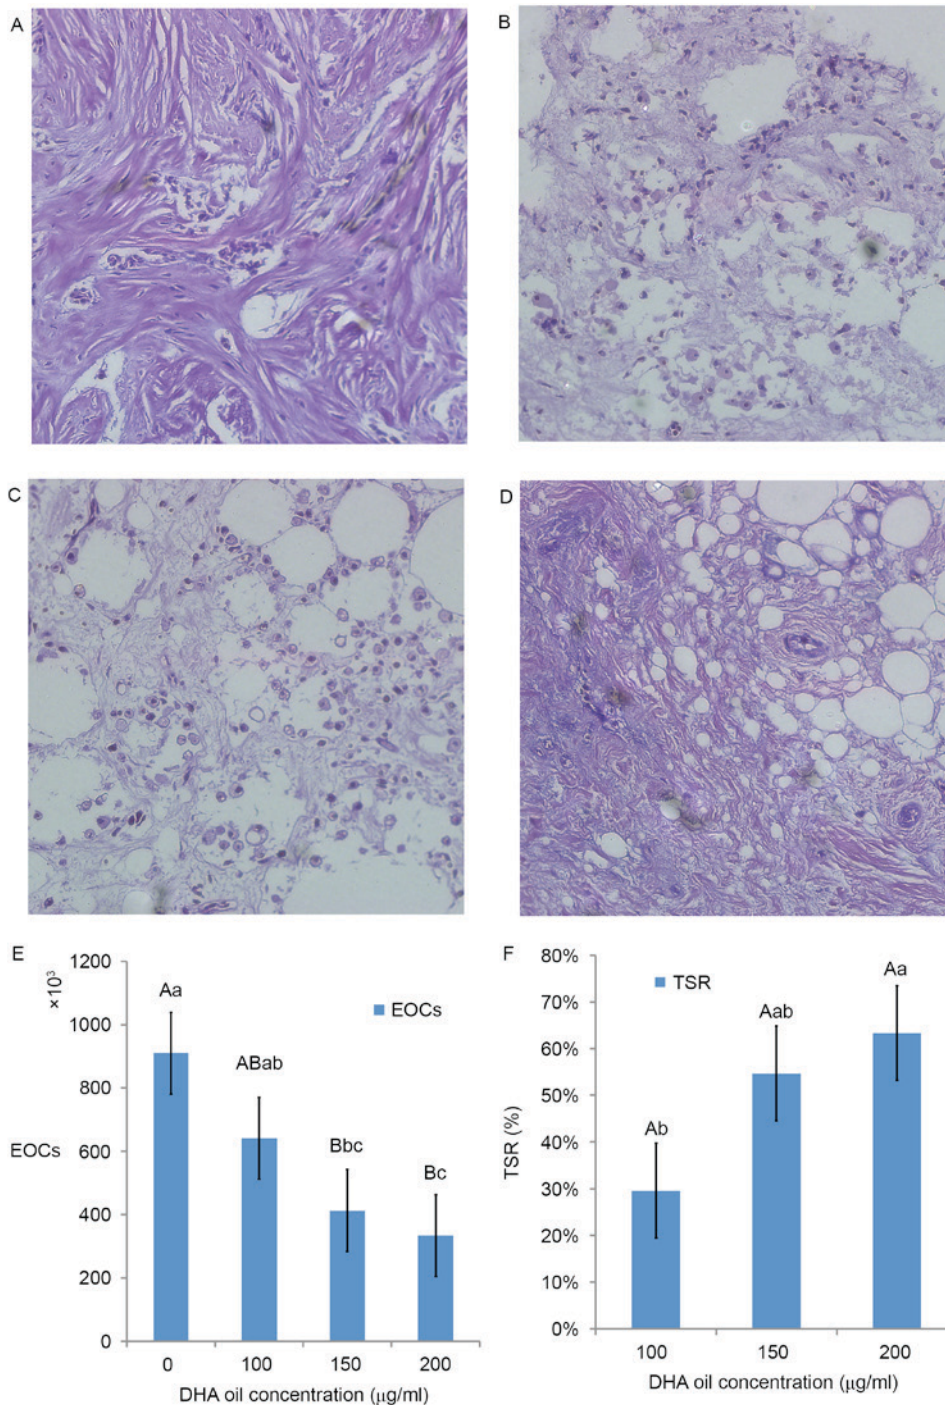 A
B
C
D
E
1200
1000
800
600
400
200
0
×10³
EOCs
Aa
ABab
Bbc
Bc
EOCs
0 100 150 200
DHA oil concentration (µg/ml)
F
80%
70%
60%
50%
40%
30%
20%
10%
0%
TSR (%)
TSR
Ab
Aab
Aa
100 150 200
DHA oil concentration (µg/ml)